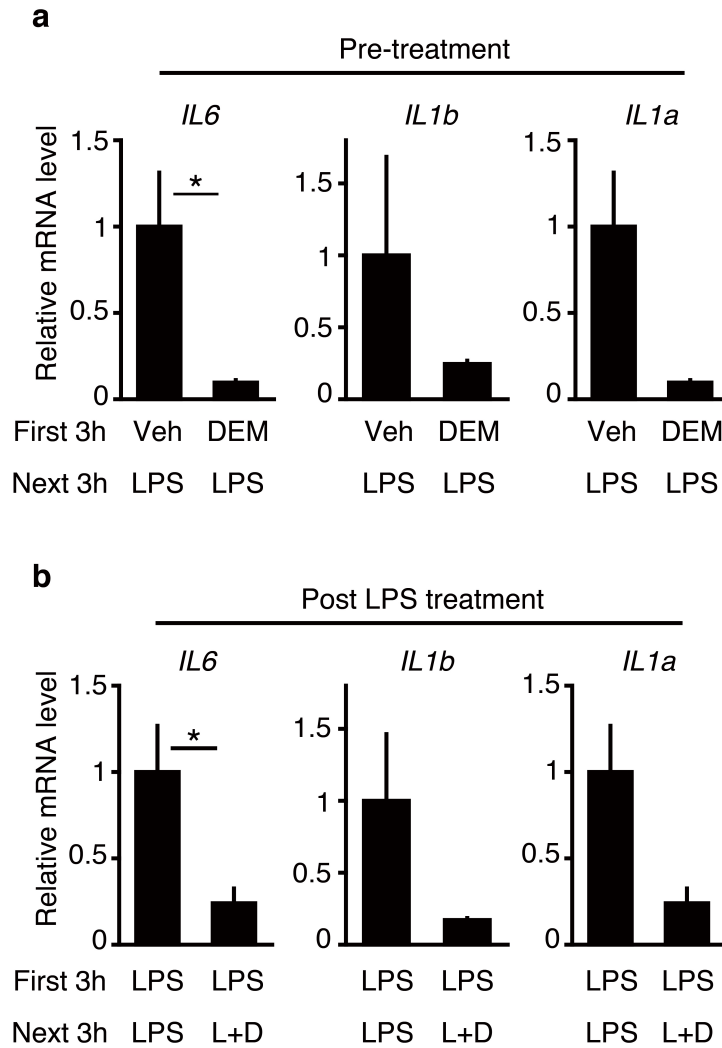 a
Pre-treatment
IL6 IL1b IL1a
Relative mRNA level
1.5 1 0.5 0
1.5 1 0.5 0
1.5 1 0.5 0
*
First 3h Veh DEM Veh DEM Veh DEM
Next 3h LPS LPS LPS LPS LPS LPS
b
Post LPS treatment
IL6 IL1b IL1a
Relative mRNA level
1.5 1 0.5 0
1.5 1 0.5 0
1.5 1 0.5 0
*
First 3h LPS LPS LPS LPS LPS LPS
Next 3h LPS L+D LPS L+D LPS L+D